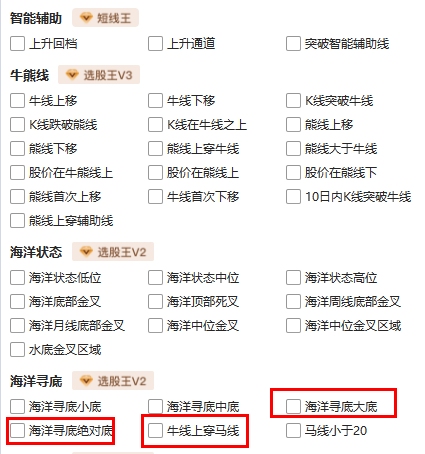 智能辅助 短线王
上升回档 上升通道 突破智能辅助线
牛熊线 选股王V3
牛线上移 牛线下移 K线突破牛线
K线跌破熊线 K线在牛线之上 熊线上移
熊线下移 熊线上穿牛线 熊线大于牛线
股价在牛熊线上 股价在熊线上 股价在熊线下
熊线首次上移 牛线首次下移 10日内K线突破牛线
熊线上穿辅助线
海洋状态 选股王V2
海洋状态低位 海洋状态中位 海洋状态高位
海洋底部金叉 海洋顶部死叉 海洋周线底部金叉
海洋月线底部金叉 海洋中位金叉 海洋中位金叉区域
水底金叉区域
海洋寻底 选股王V2
海洋寻底小底 海洋寻底中底 海洋寻底大底
海洋寻底绝对底 牛线上穿马线 马线小于20